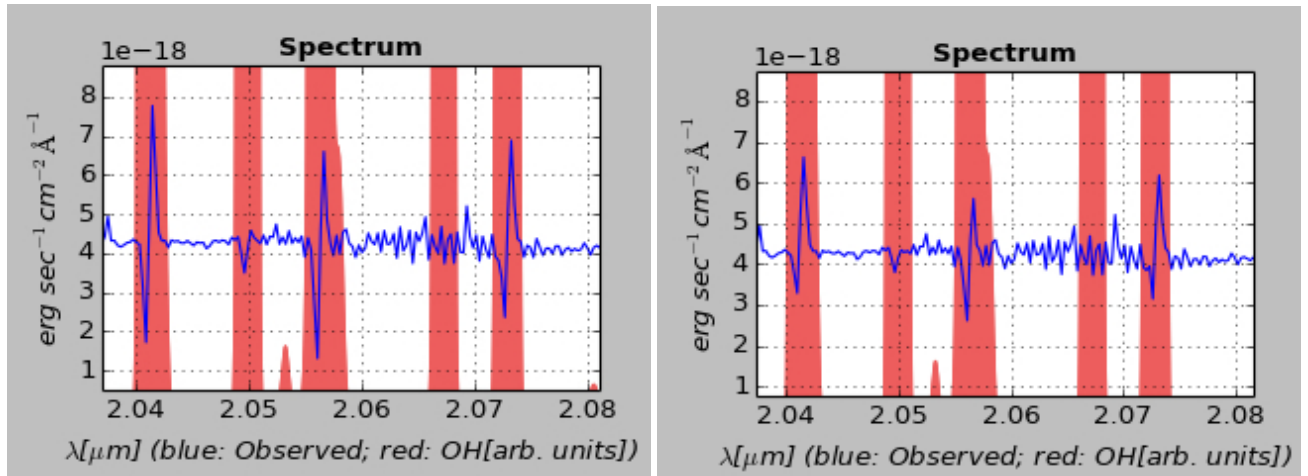 1e−18
Spectrum
8
7
6
5
4
3
2
1
erg sec⁻¹ cm⁻² Å⁻¹
2.04 2.05 2.06 2.07 2.08
λ[μm] (blue: Observed; red: OH[arb. units])
1e−18
Spectrum
8
7
6
5
4
3
2
1
erg sec⁻¹ cm⁻² Å⁻¹
2.04 2.05 2.06 2.07 2.08
λ[μm] (blue: Observed; red: OH[arb. units])